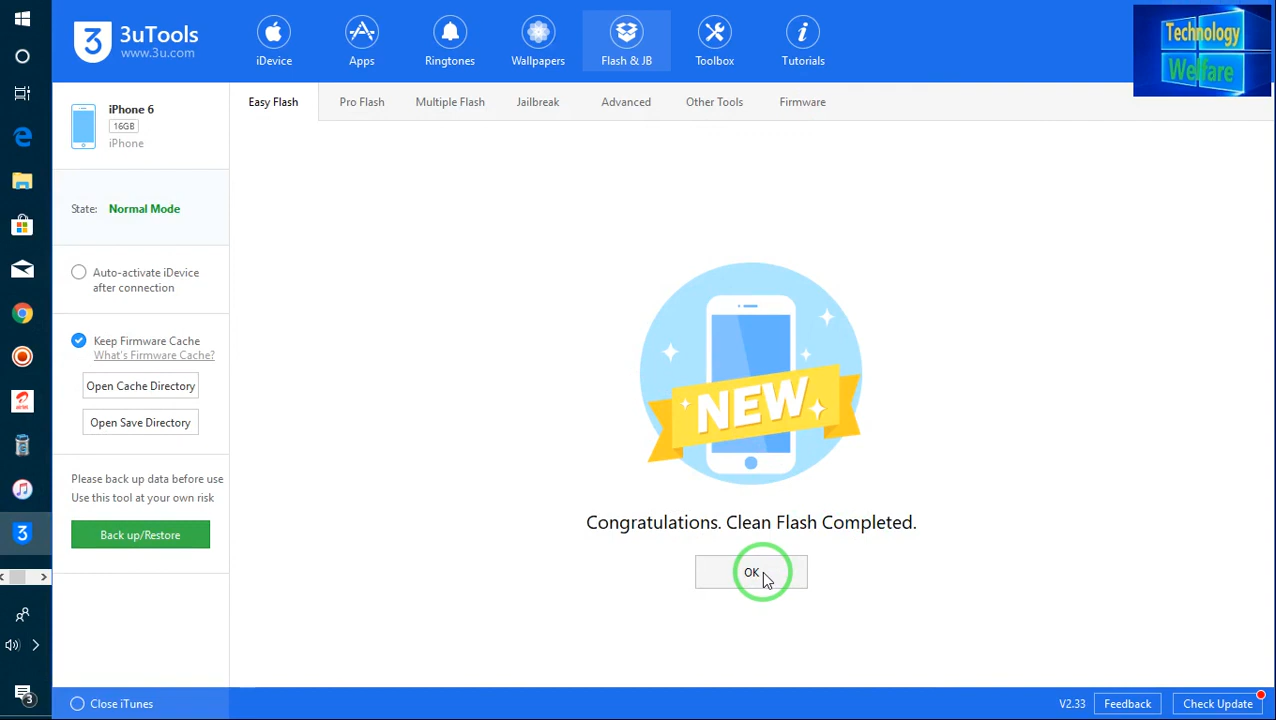 3 3uTools
www.3u.com
iDevice
Apps
Ringtones
Wallpapers
Flash & JB
Toolbox
Tutorials
Technology
Welfare
iPhone 6
16GB
iPhone
Easy Flash
Pro Flash
Multiple Flash
Jailbreak
Advanced
Other Tools
Firmware
State: Normal Mode
Auto-activate iDevice
after connection
Keep Firmware Cache
What's Firmware Cache?
Open Cache Directory
Open Save Directory
Please back up data before use
Use this tool at your own risk
Back up/Restore
NEW
Congratulations. Clean Flash Completed.
OK
airtel
3
3
Close iTunes
V2.33
Feedback
Check Update